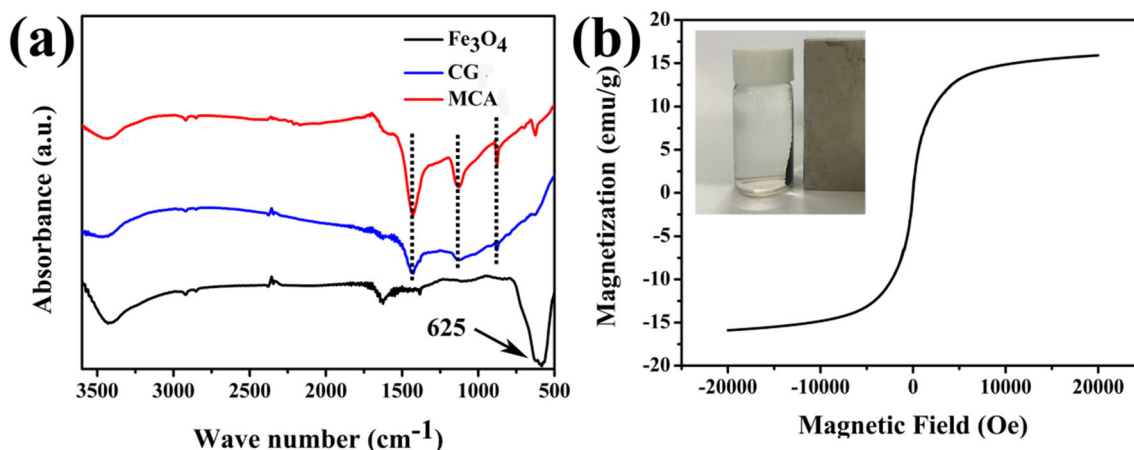 (a)
Fe3O4
CG
MCA
625
Absorbance (a.u.)
3500 3000 2500 2000 1500 1000 500
Wave number (cm-1)
(b)
20
15
10
5
0
-5
-10
-15
-20
Magnetization (emu/g)
-20000 -10000 0 10000 20000
Magnetic Field (Oe)